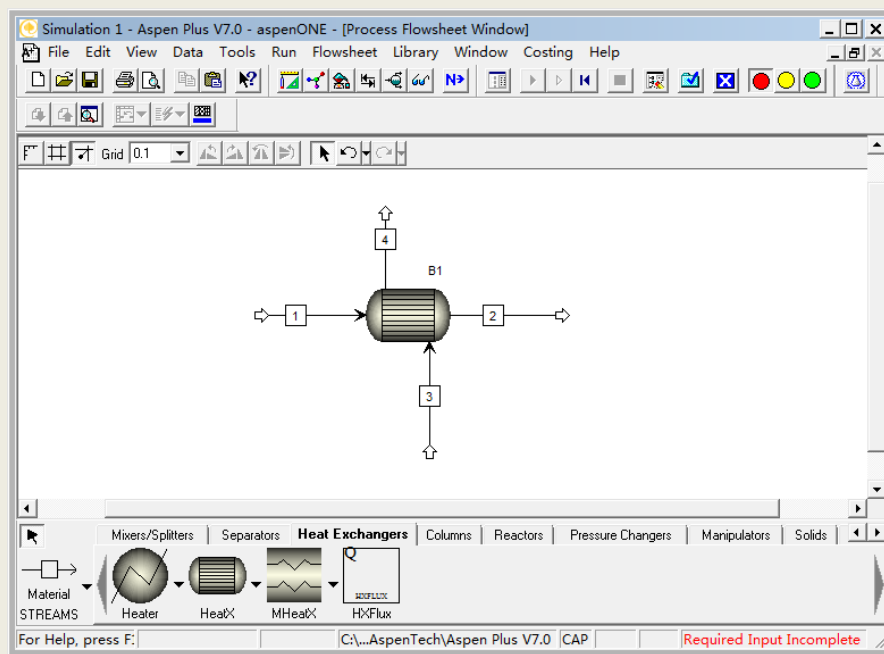 Simulation 1 - Aspen Plus V7.0 - aspenONE - [Process Flowsheet Window]
File Edit View Data Tools Run Flowsheet Library Window Costing Help
N
Grid 0.1
4
B1
1
2
3
Mixers/Splitters Separators Heat Exchangers Columns Reactors Pressure Changers Manipulators Solids
Q
HXFLUX
Material
STREAMS
Heater HeatX MHeatX HXFlux
For Help, press F: C:\...AspenTech\Aspen Plus V7.0 CAP Required Input Incomplete